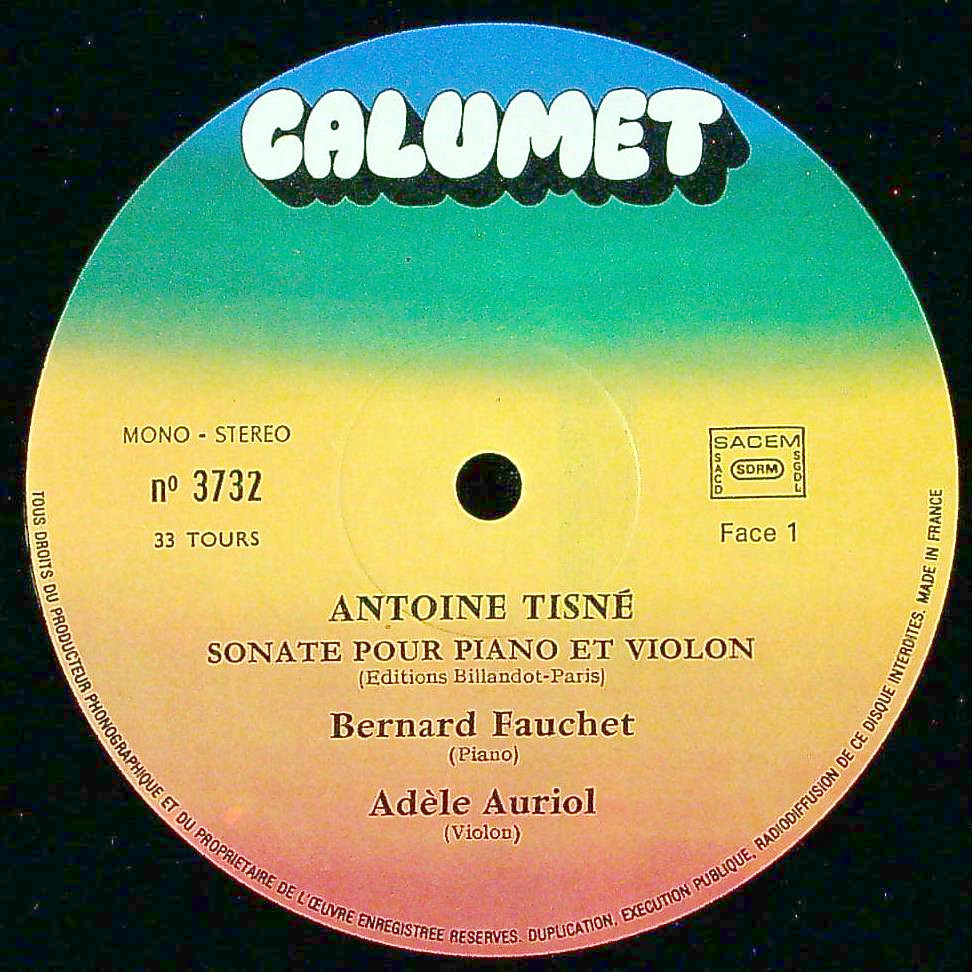 CALUMET
MONO - STEREO
nº 3732
33 TOURS
SACEM
SACD
SDRM
SGDL
Face 1
ANTOINE TISNÉ
SONATE POUR PIANO ET VIOLON
(Editions Billandot-Paris)
Bernard Fauchet
(Piano)
Adèle Auriol
(Violon)
TOUS DROITS DU PRODUCTEUR PHONOGRAPHIQUE ET DU PROPRIETAIRE DE L'ŒUVRE ENREGISTREE RESERVES. DUPLICATION, EXECUTION PUBLIQUE, RADIODIFFUSION DE CE DISQUE INTERDITES. MADE IN FRANCE